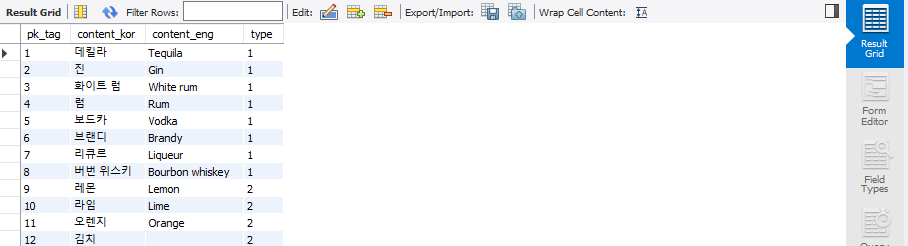 Result Grid Filter Rows: Edit: Export/Import: Wrap Cell Content: IA
pk_tag content_kor content_eng type
1 데킬라 Tequila 1
2 진 Gin 1
3 화이트 럼 White rum 1
4 럼 Rum 1
5 보드카 Vodka 1
6 브랜디 Brandy 1
7 리큐르 Liqueur 1
8 버번 위스키 Bourbon whiskey 1
9 레몬 Lemon 2
10 라임 Lime 2
11 오렌지 Orange 2
12 김치 2
Result
Grid
Form
Editor
Field
Types